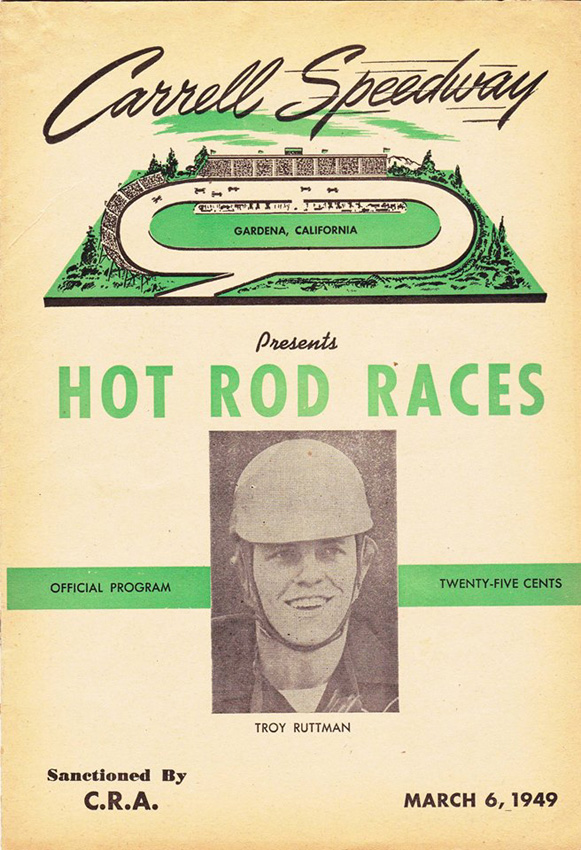 Carrell Speedway
GARDENA, CALIFORNIA
Presents
HOT ROD RACES
OFFICIAL PROGRAM
TWENTY-FIVE CENTS
TROY RUTTMAN
Sanctioned By
C.R.A.
MARCH 6, 1949